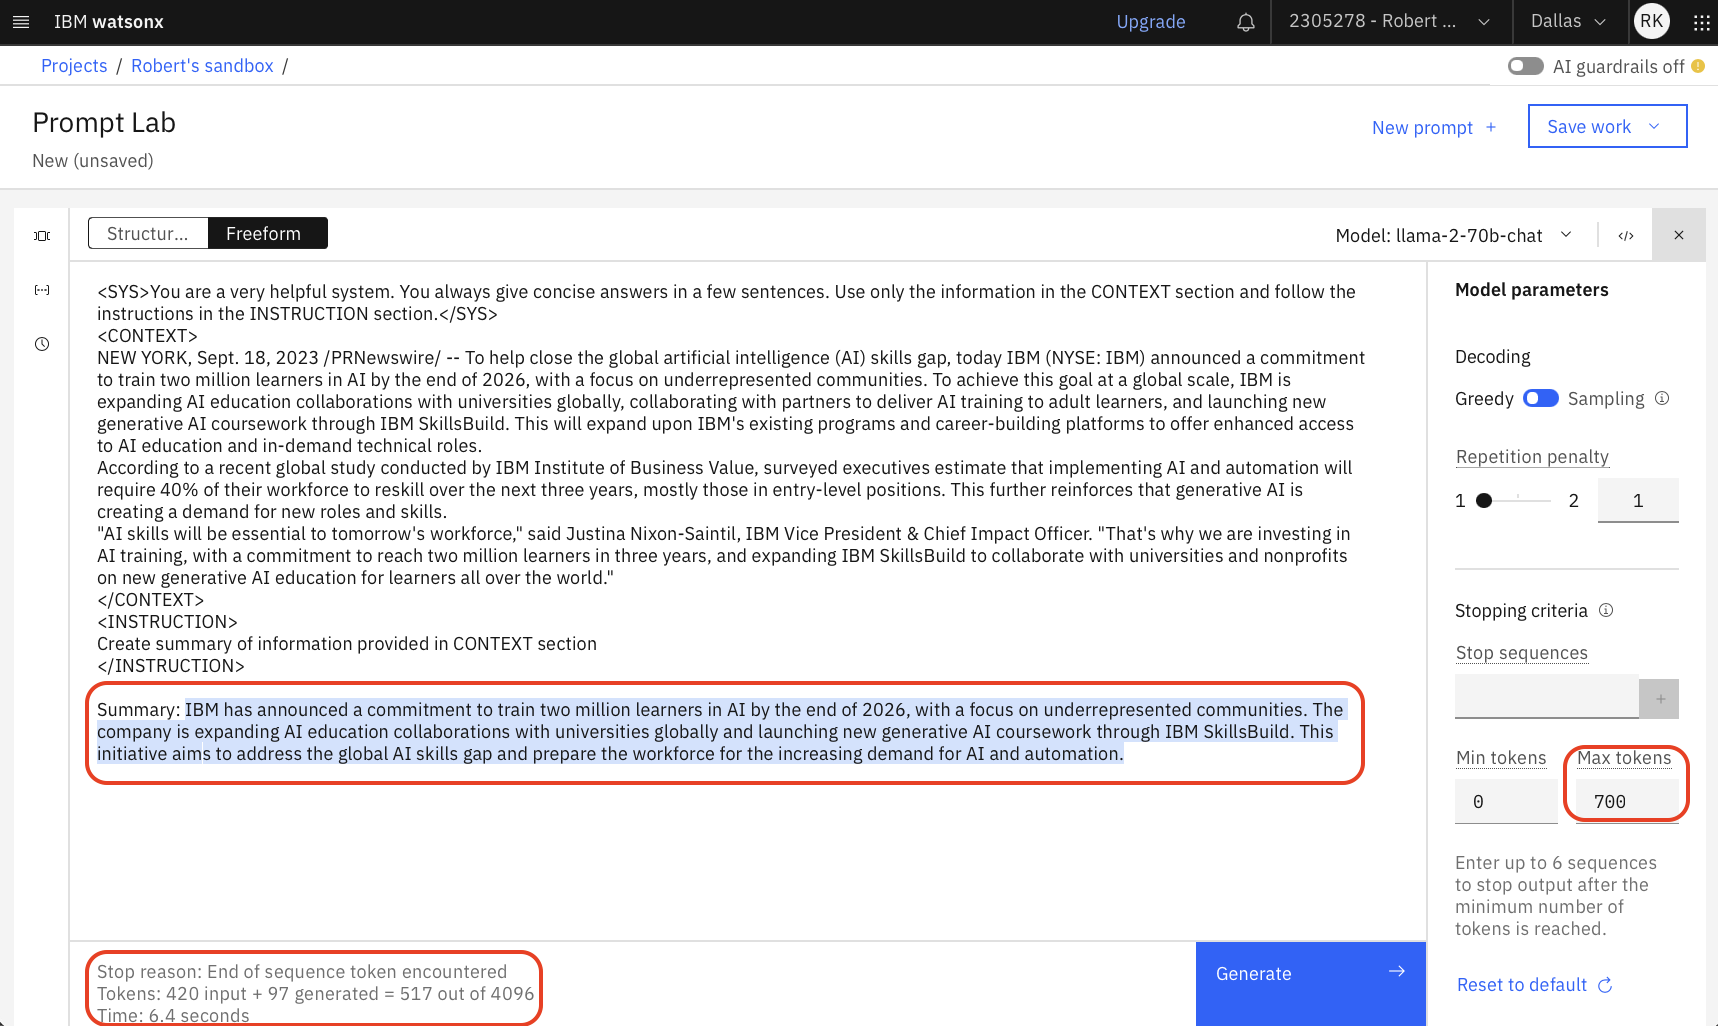 IBM watsonx
Upgrade
2305278 - Robert ...
Dallas
RK
Projects / Robert's sandbox /
AI guardrails off
Prompt Lab
New (unsaved)
New prompt +
Save work
Structur...
Freeform
Model: llama-2-70b-chat
<SYS>You are a very helpful system. You always give concise answers in a few sentences. Use only the information in the CONTEXT section and follow the
instructions in the INSTRUCTION section.</SYS>
<CONTEXT>
NEW YORK, Sept. 18, 2023 /PRNewswire/ -- To help close the global artificial intelligence (AI) skills gap, today IBM (NYSE: IBM) announced a commitment
to train two million learners in AI by the end of 2026, with a focus on underrepresented communities. To achieve this goal at a global scale, IBM is
expanding AI education collaborations with universities globally, collaborating with partners to deliver AI training to adult learners, and launching new
generative AI coursework through IBM SkillsBuild. This will expand upon IBM's existing programs and career-building platforms to offer enhanced access
to AI education and in-demand technical roles.
According to a recent global study conducted by IBM Institute of Business Value, surveyed executives estimate that implementing AI and automation will
require 40% of their workforce to reskill over the next three years, mostly those in entry-level positions. This further reinforces that generative AI is
creating a demand for new roles and skills.
"AI skills will be essential to tomorrow's workforce," said Justina Nixon-Saintil, IBM Vice President & Chief Impact Officer. "That's why we are investing in
AI training, with a commitment to reach two million learners in three years, and expanding IBM SkillsBuild to collaborate with universities and nonprofits
on new generative AI education for learners all over the world."
</CONTEXT>
<INSTRUCTION>
Create summary of information provided in CONTEXT section
</INSTRUCTION>
Summary: IBM has announced a commitment to train two million learners in AI by the end of 2026, with a focus on underrepresented communities. The
company is expanding AI education collaborations with universities globally and launching new generative AI coursework through IBM SkillsBuild. This
initiative aims to address the global AI skills gap and prepare the workforce for the increasing demand for AI and automation.
Stop reason: End of sequence token encountered
Tokens: 420 input + 97 generated = 517 out of 4096
Time: 6.4 seconds
Generate
Model parameters
Decoding
Greedy
Sampling
Repetition penalty
1
2
1
Stopping criteria
Stop sequences
+
Min tokens
Max tokens
0
700
Enter up to 6 sequences
to stop output after the
minimum number of
tokens is reached.
Reset to default